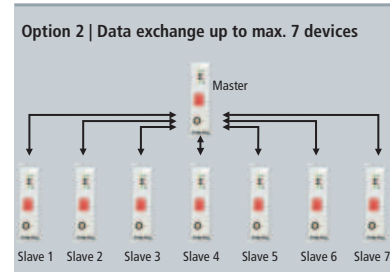 Option 2 | Data exchange up to max. 7 devices
Master
Slave 1 Slave 2 Slave 3 Slave 4 Slave 5 Slave 6 Slave 7